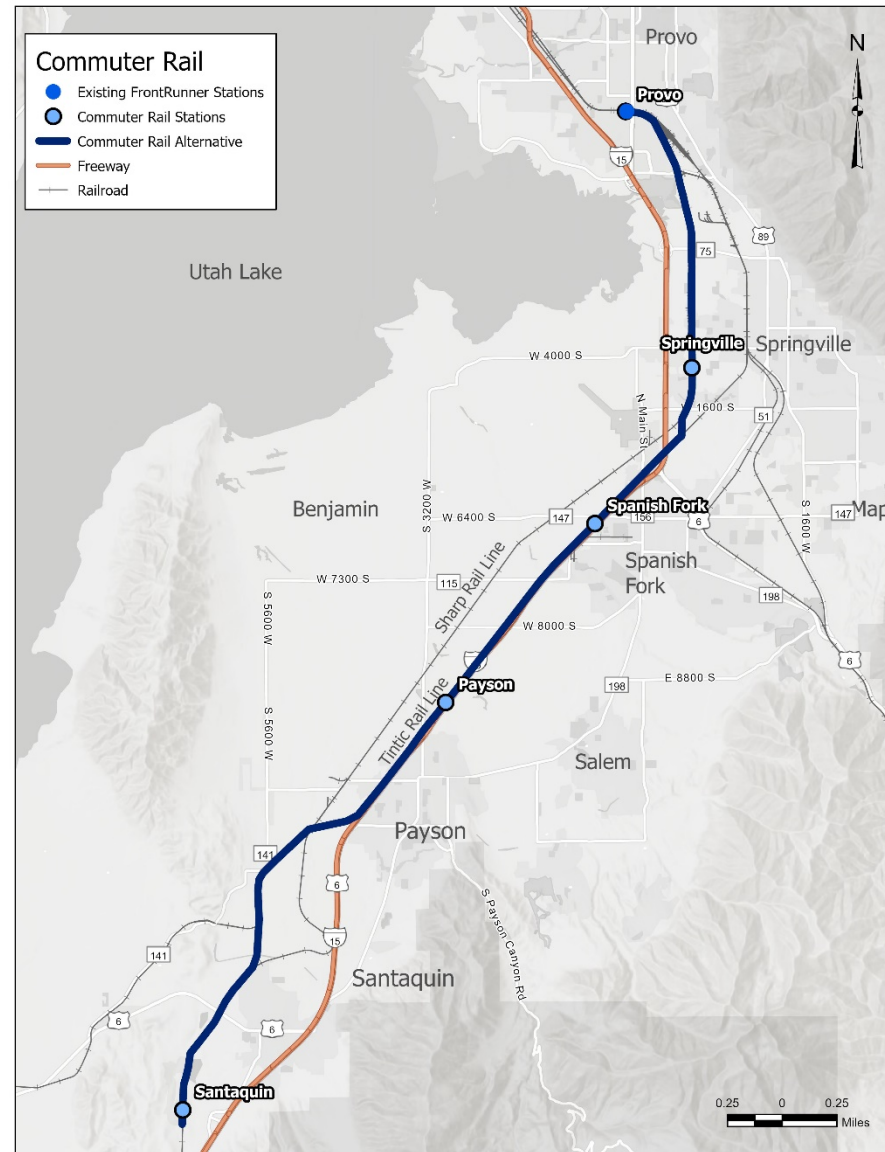 Commuter Rail
Existing FrontRunner Stations
Commuter Rail Stations
Commuter Rail Alternative
Freeway
Railroad
Provo
N
Provo
15
89
75
Utah Lake
Springville
Springville
W 4000 S
W 1600 S
N Main St
51
Benjamin
S 3200 W
Spanish Fork
W 6400 S
147
156
6
S 1600 W
147
Map
Sharp Rail Line
Spanish
Fork
W 7300 S
115
198
S 5600 W
W 8000 S
6
E 8800 S
198
Payson
Tintic Rail Line
S 5600 W
Salem
Payson
141
6
S Payson Canyon Rd
15
141
Santaquin
6
6
Santaquin
0.25 0 0.25
Miles